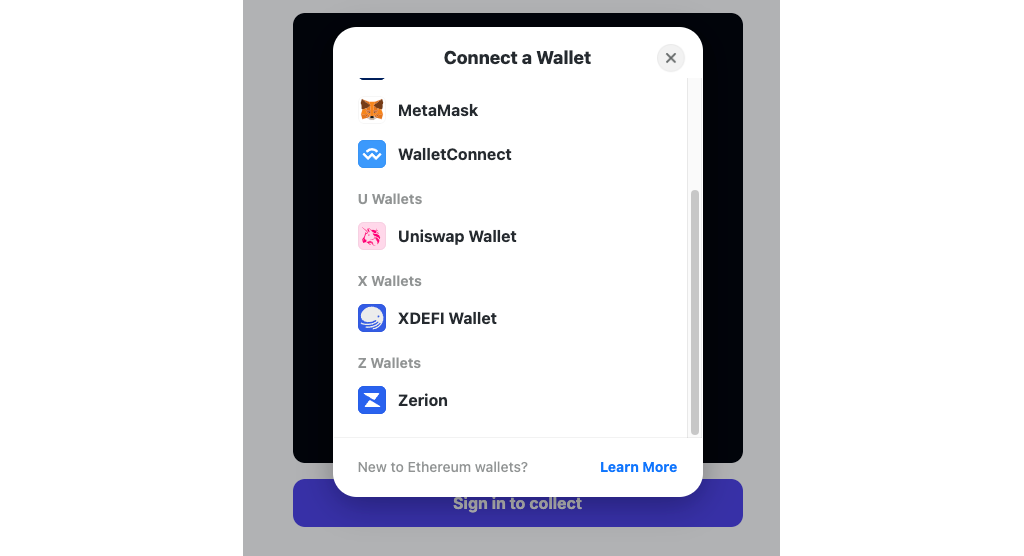 Connect a Wallet
MetaMask
WalletConnect
U Wallets
Uniswap Wallet
X Wallets
XDEFI Wallet
Z Wallets
Zerion
New to Ethereum wallets?
Learn More
Sign in to collect